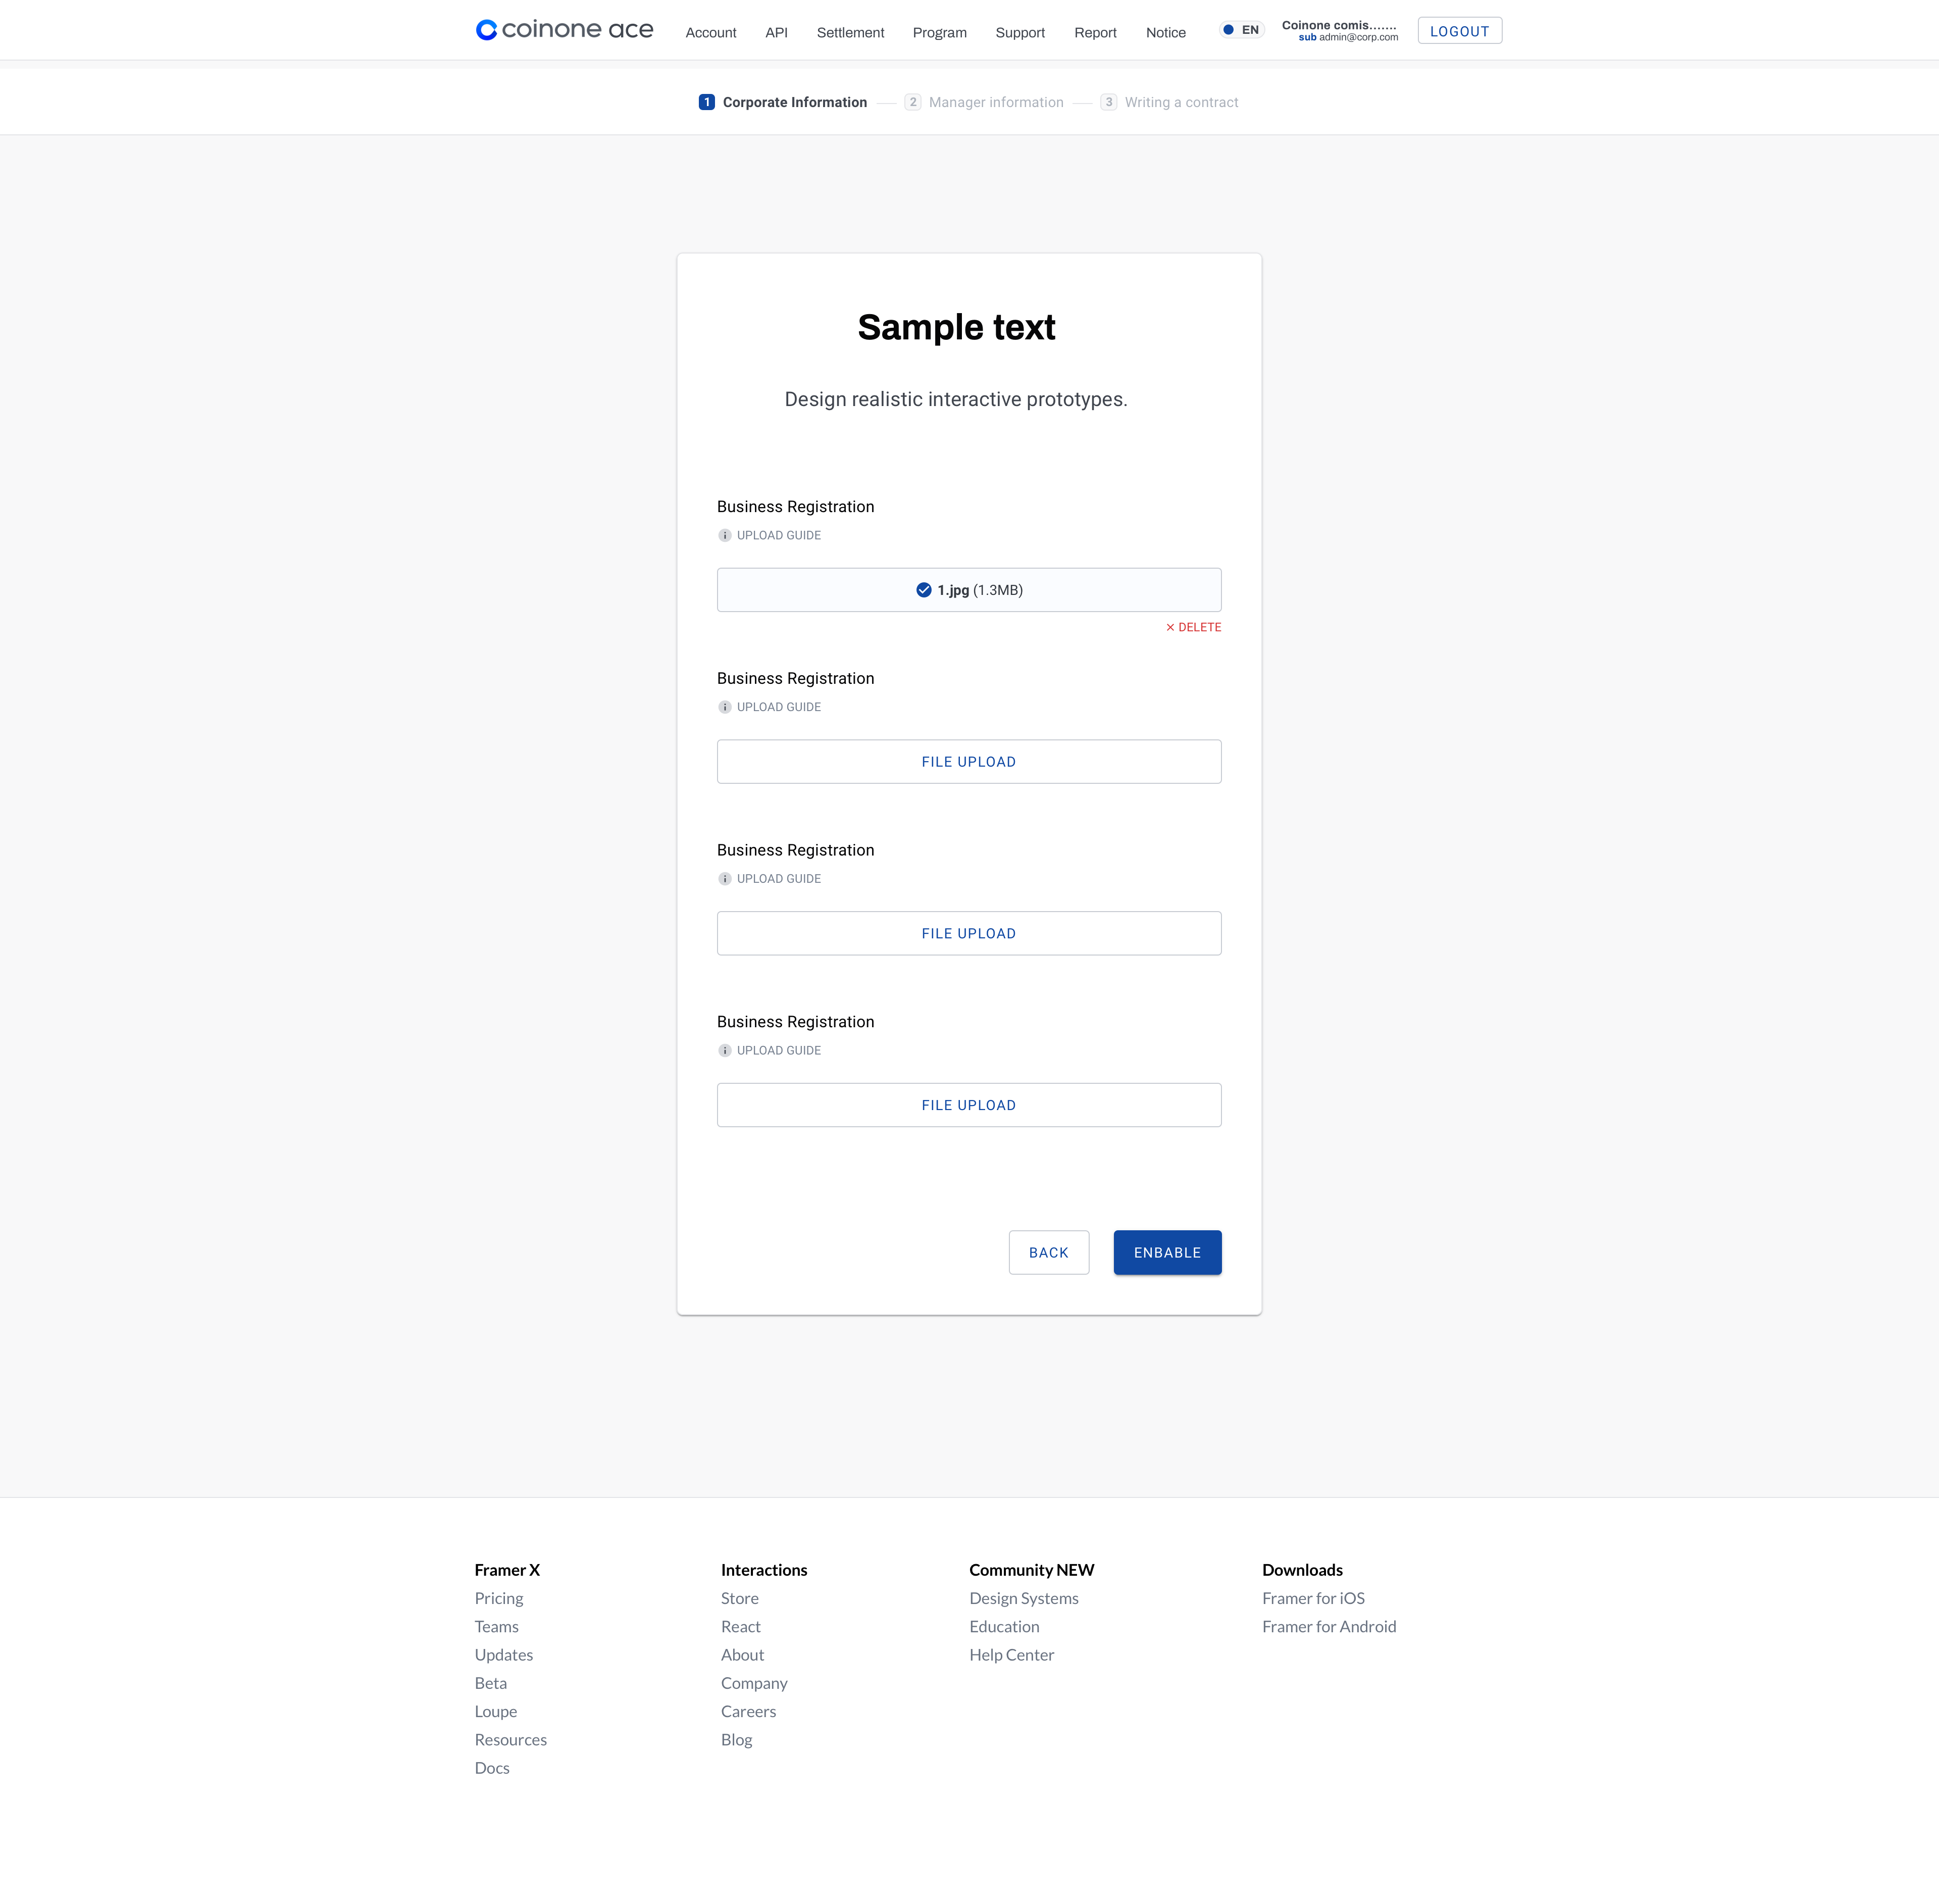 coinone ace Account API Settlement Program Support Report Notice EN Coinone comis....... LOGOUT
sub admin@corp.com
1 Corporate Information 2 Manager information 3 Writing a contract
Sample text
Design realistic interactive prototypes.
Business Registration
UPLOAD GUIDE
1.jpg (1.3MB)
DELETE
Business Registration
UPLOAD GUIDE
FILE UPLOAD
Business Registration
UPLOAD GUIDE
FILE UPLOAD
Business Registration
UPLOAD GUIDE
FILE UPLOAD
BACK ENBABLE
Framer X
Pricing
Teams
Updates
Beta
Loupe
Resources
Docs
Interactions
Store
React
About
Company
Careers
Blog
Community NEW
Design Systems
Education
Help Center
Downloads
Framer for iOS
Framer for Android